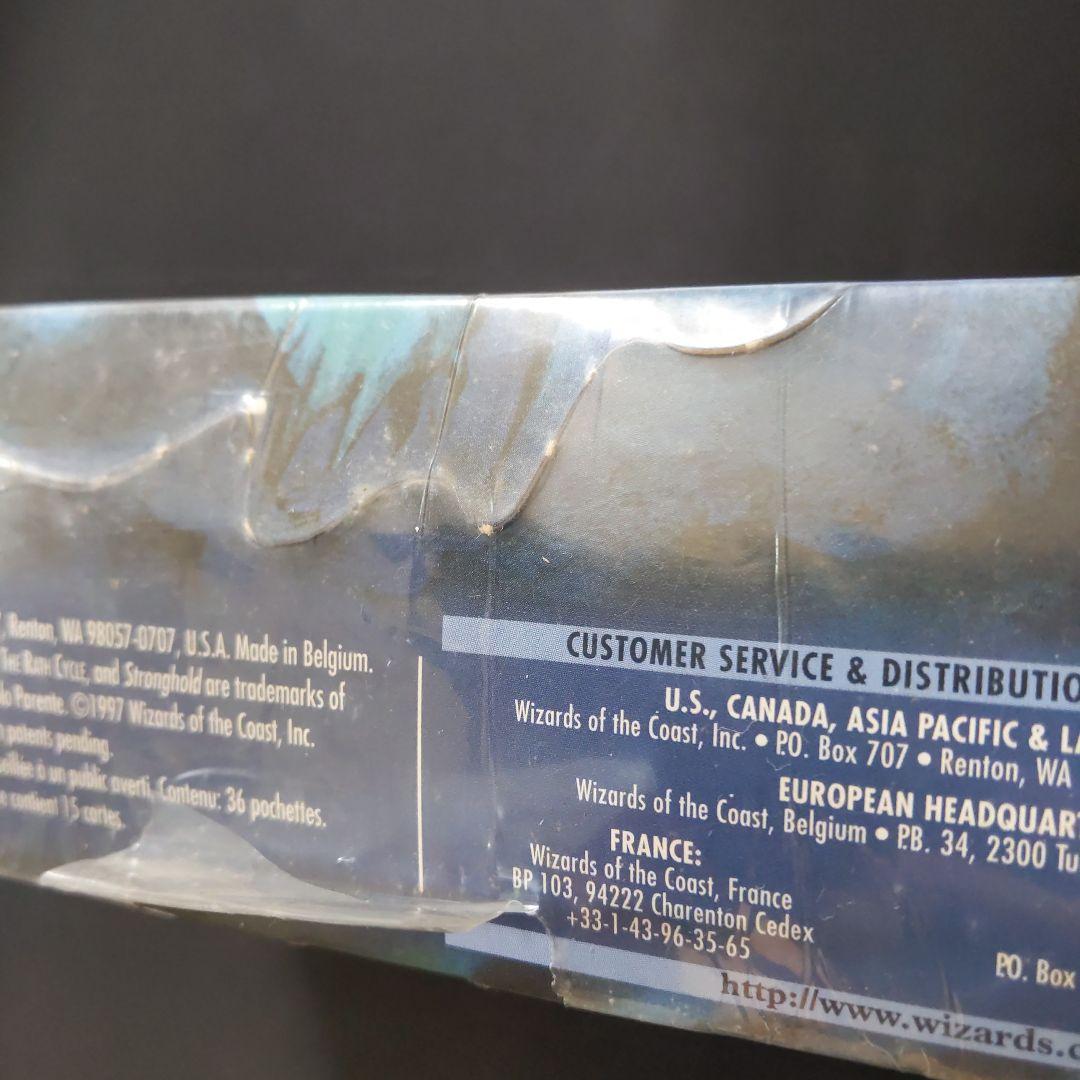 Renton, WA 98057-0707, U.S.A. Made in Belgium.
THE RATH CYCLE, and Stronghold are trademarks of
Parente. ©1997 Wizards of the Coast, Inc.
patents pending.
à un public averti. Contenu: 36 pochettes.
contient 15 cartes.
CUSTOMER SERVICE & DISTRIBUTIO
U.S., CANADA, ASIA PACIFIC & LA
Wizards of the Coast, Inc. • P.O. Box 707 • Renton, WA
EUROPEAN HEADQUART
Wizards of the Coast, Belgium • P.B. 34, 2300 Tu
FRANCE:
Wizards of the Coast, France
BP 103, 94222 Charenton Cedex
+33-1-43-96-35-65
P.O. Box
http://www.wizards.c